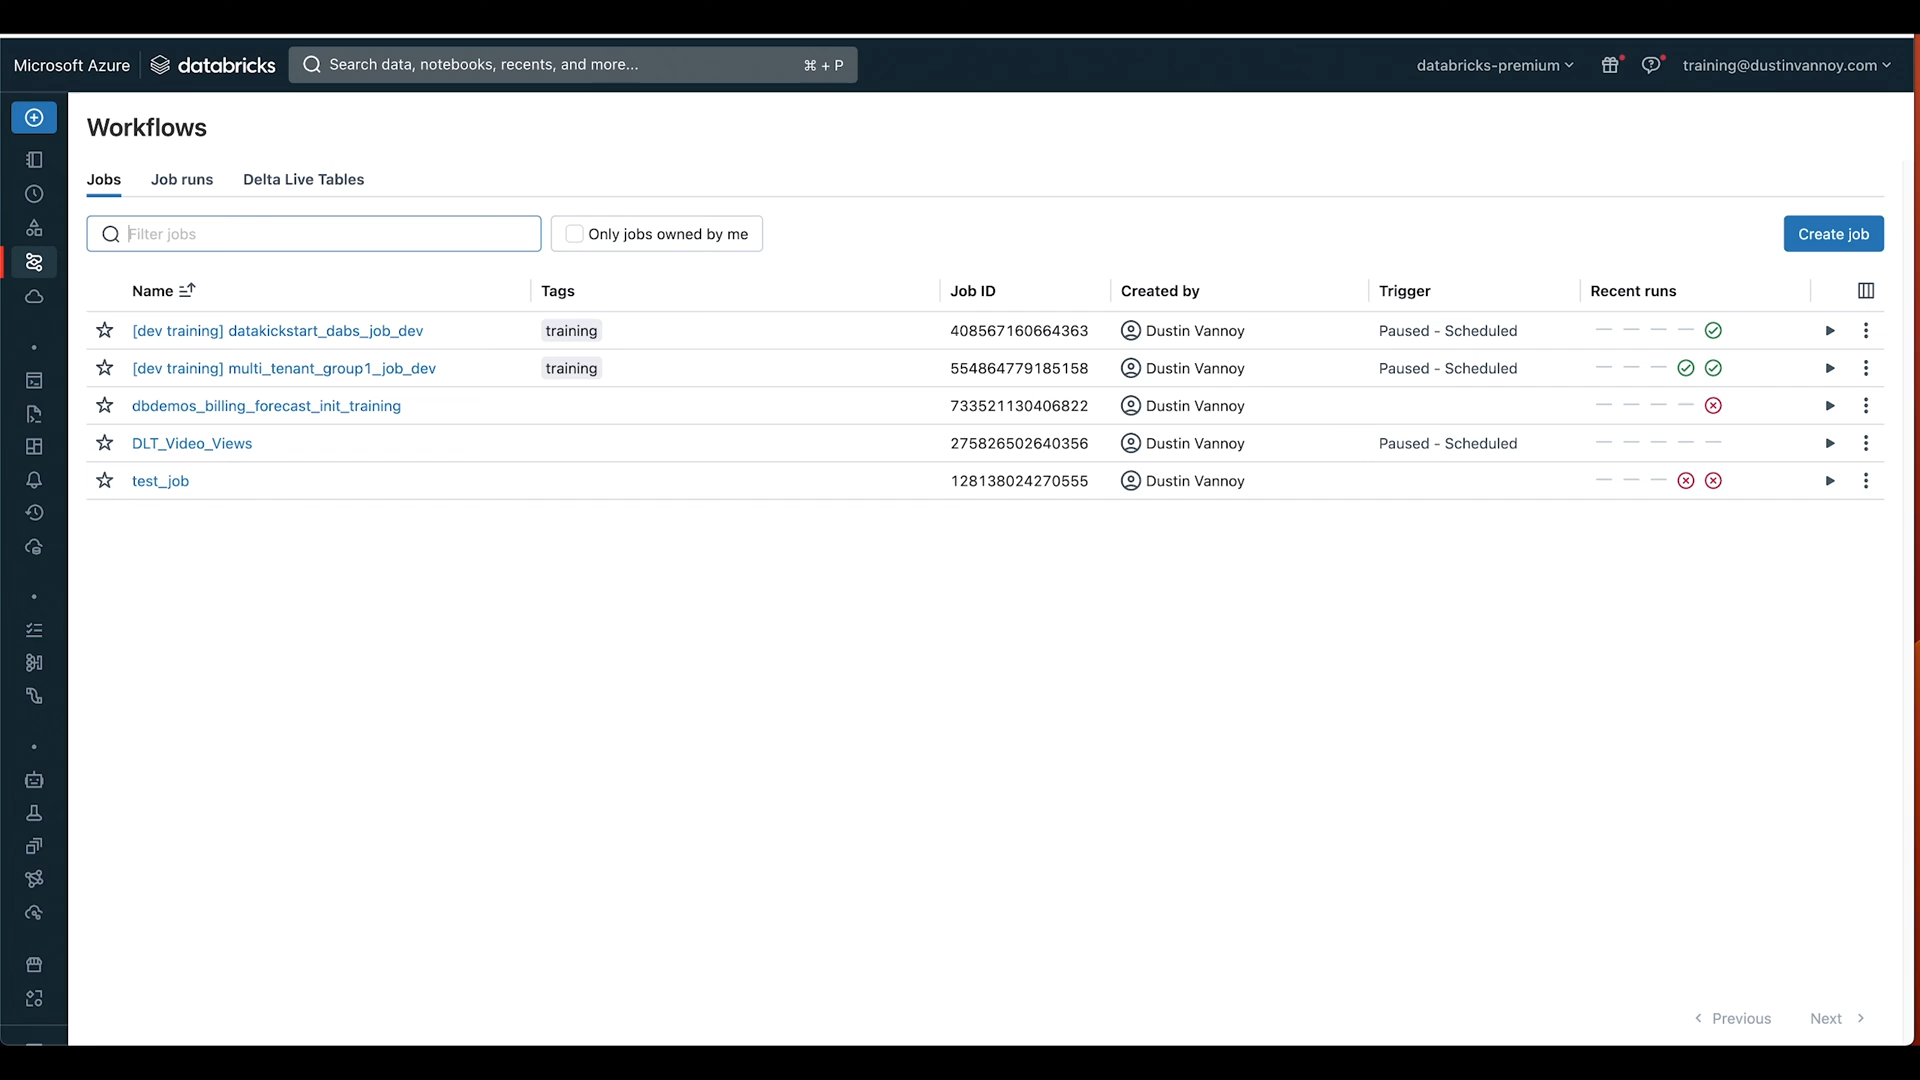 Microsoft Azure databricks Search data, notebooks, recents, and more... ⌘ + P databricks-premium training@dustinvannoy.com
Workflows
Jobs Job runs Delta Live Tables
Filter jobs Only jobs owned by me Create job
Name Tags Job ID Created by Trigger Recent runs
[dev training] datakickstart_dabs_job_dev training 408567160664363 Dustin Vannoy Paused - Scheduled
[dev training] multi_tenant_group1_job_dev training 554864779185158 Dustin Vannoy Paused - Scheduled
dbdemos_billing_forecast_init_training 733521130406822 Dustin Vannoy
DLT_Video_Views 275826502640356 Dustin Vannoy Paused - Scheduled
test_job 128138024270555 Dustin Vannoy
Previous Next